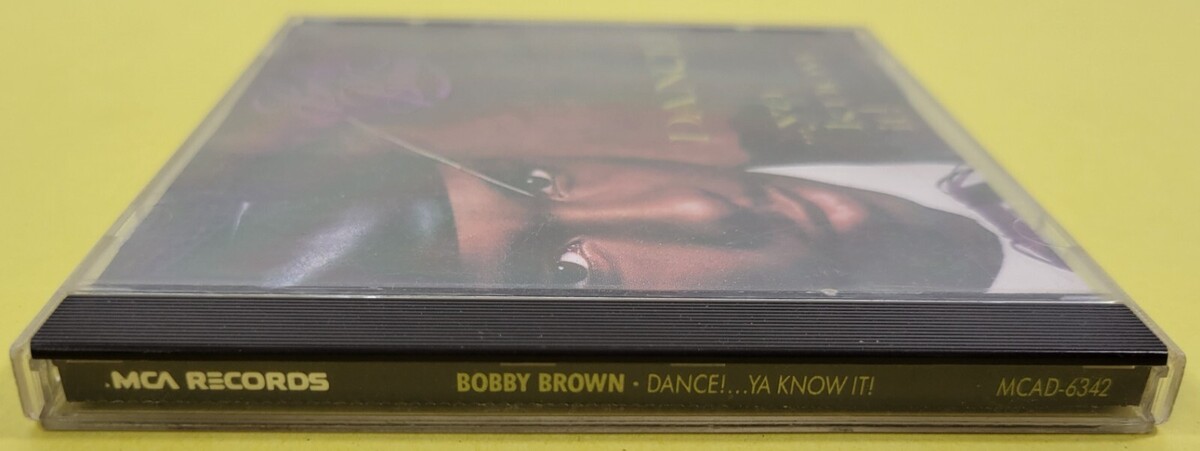 .MCA RECORDS
BOBBY BROWN · DANCE!...YA KNOW IT!
MCAD-6342